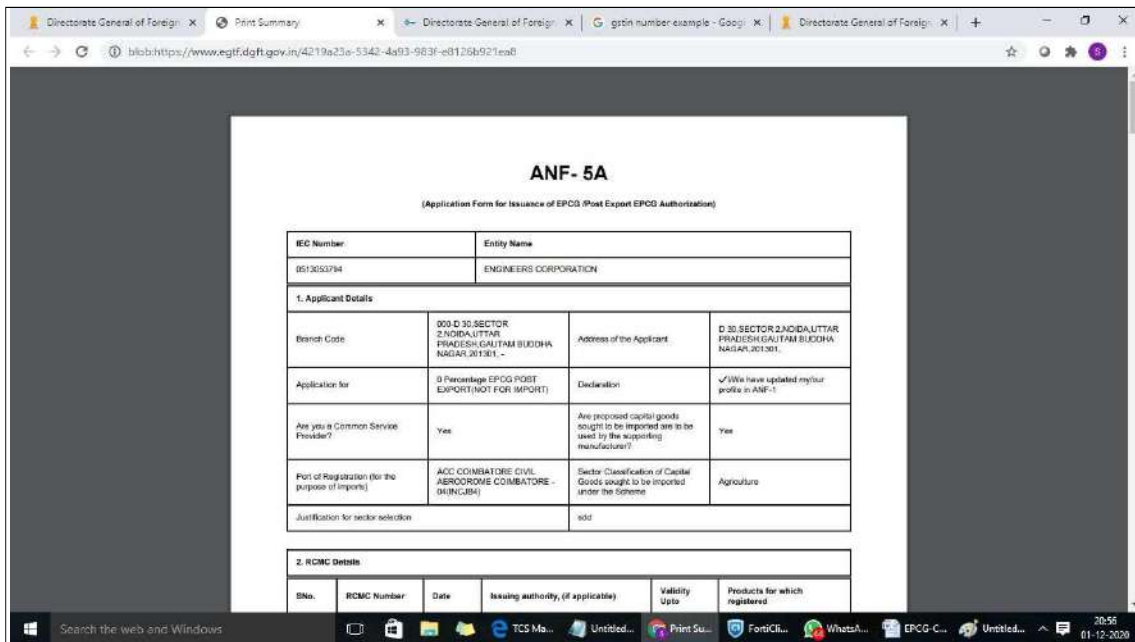 Directorate General of Foreign
Print Summary
Directorate General of Foreign
gstin number example - Goog
Directorate General of Foreign
blob:https://www.egtf.dgft.gov.in/4219a23a-5342-4a93-983f-e8126b921ea8
S
ANF- 5A
(Application Form for Issuance of EPCG /Post Export EPCG Authorization)
IEC Number Entity Name
0513053794 ENGINEERS CORPORATION
1. Applicant Details
Branch Code
000-D 30,SECTOR
2,NOIDA,UTTAR
PRADESH,GAUTAM BUDDHA
NAGAR,201301, -
Address of the Applicant
D 30,SECTOR 2,NOIDA,UTTAR
PRADESH,GAUTAM BUDDHA
NAGAR,201301,
Application for
0 Percentage EPCG POST
EXPORT(NOT FOR IMPORT)
Declaration
✓I/We have updated my/our
profile in ANF-1
Are you a Common Service
Provider?
Yes
Are proposed capital goods
sought to be imported are to be
used by the supporting
manufacturer?
Yes
Port of Registration (for the
purpose of imports)
ACC COIMBATORE CIVIL
AERODROME COIMBATORE -
04(INCJB4)
Sector Classification of Capital
Goods sought to be imported
under the Scheme
Agriculture
Justification for sector selection
2. RCMC Details
SNo. RCMC Number Date Issuing authority, (if applicable) Validity
Upto Products for which
registered
Search the web and Windows
TCS Ma... Untitled... Print Su... FortiCli... WhatsA... EPCG-C... Untitled...
20:56
01-12-2020